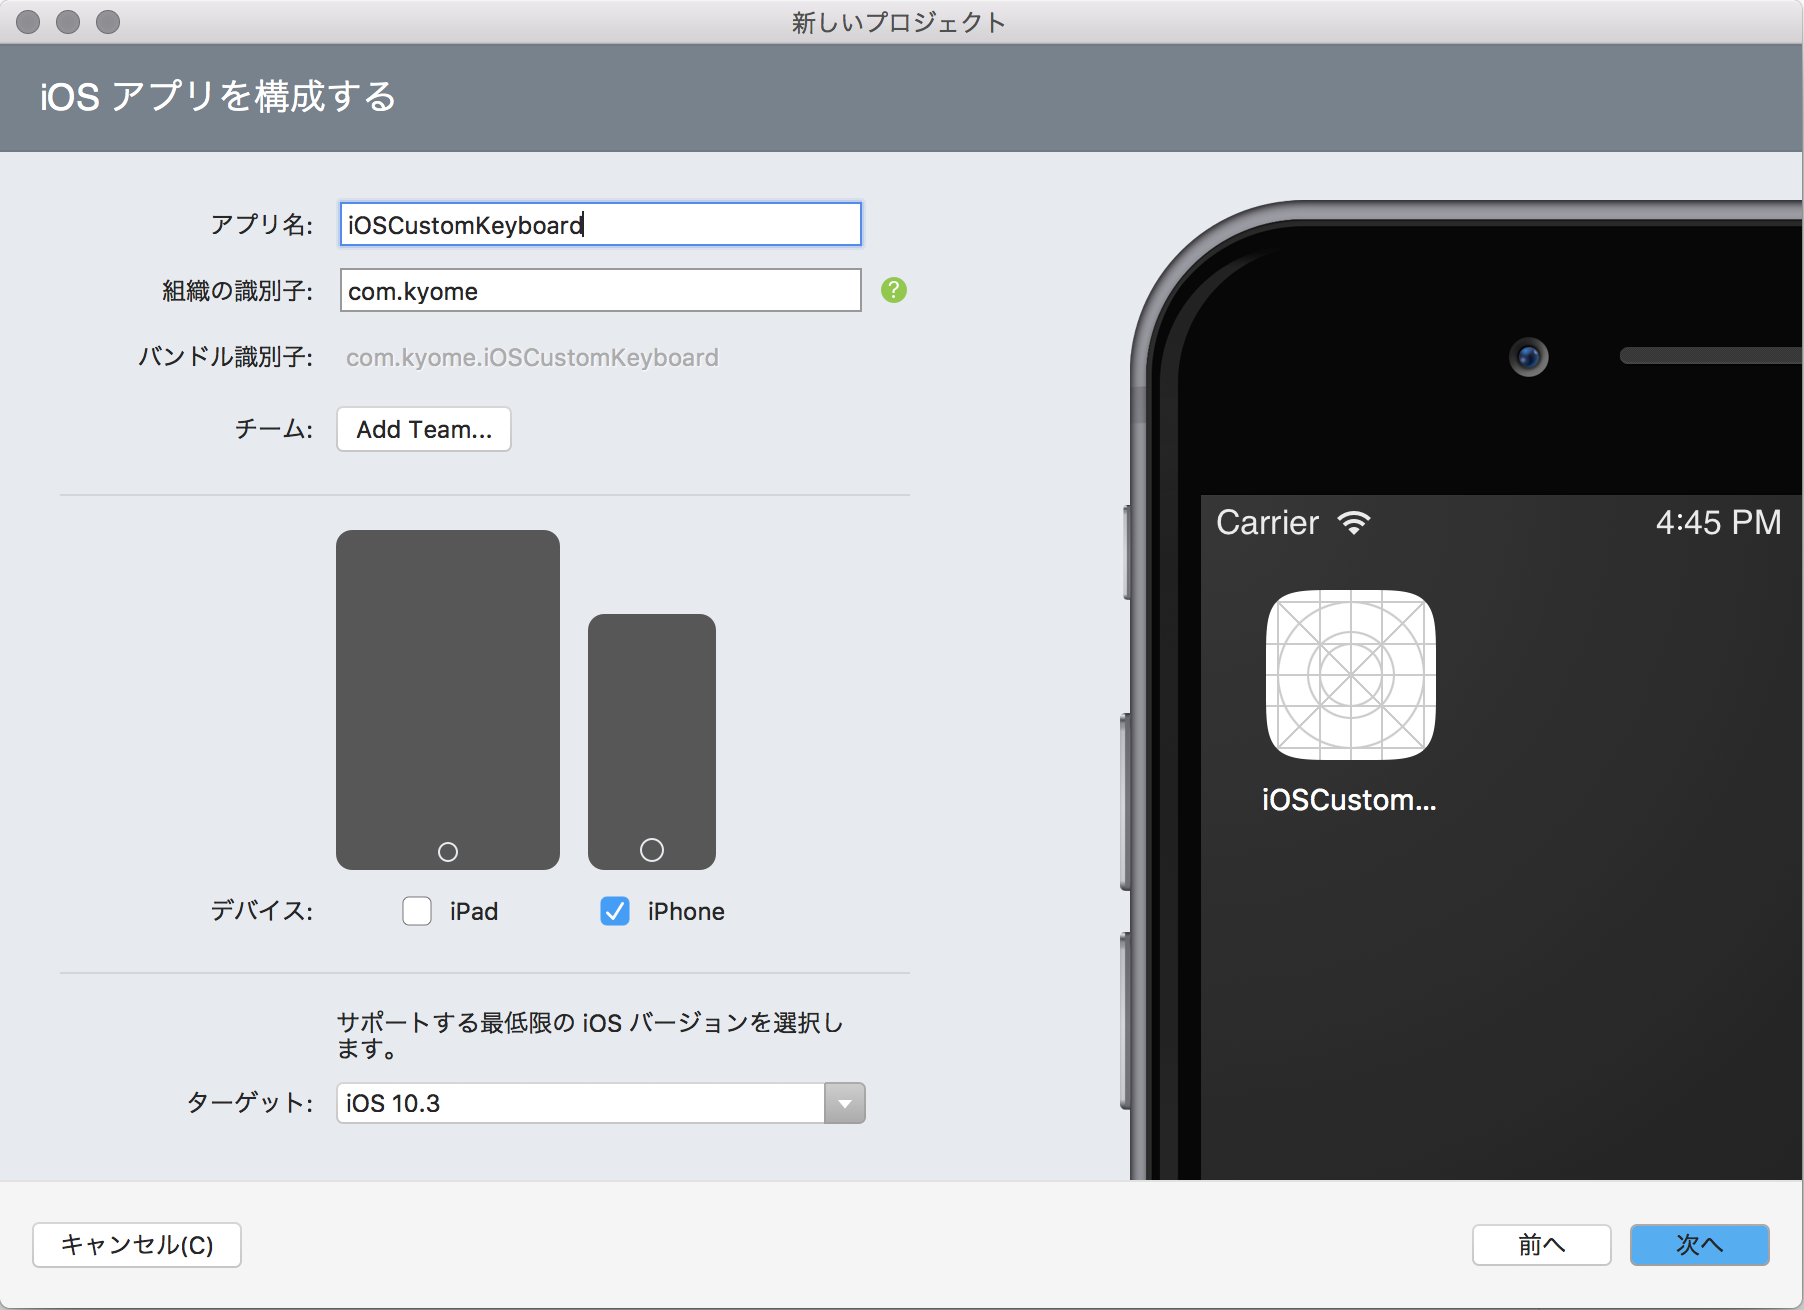 新しいプロジェクト
iOS アプリを構成する
アプリ名: iOSCustomKeyboard
組織の識別子: com.kyome ?
バンドル識別子: com.kyome.iOSCustomKeyboard
チーム: Add Team...
デバイス: iPad iPhone
サポートする最低限の iOS バージョンを選択し
ます。
ターゲット: iOS 10.3
Carrier 4:45 PM
iOSCustom...
キャンセル(C) 前へ 次へ